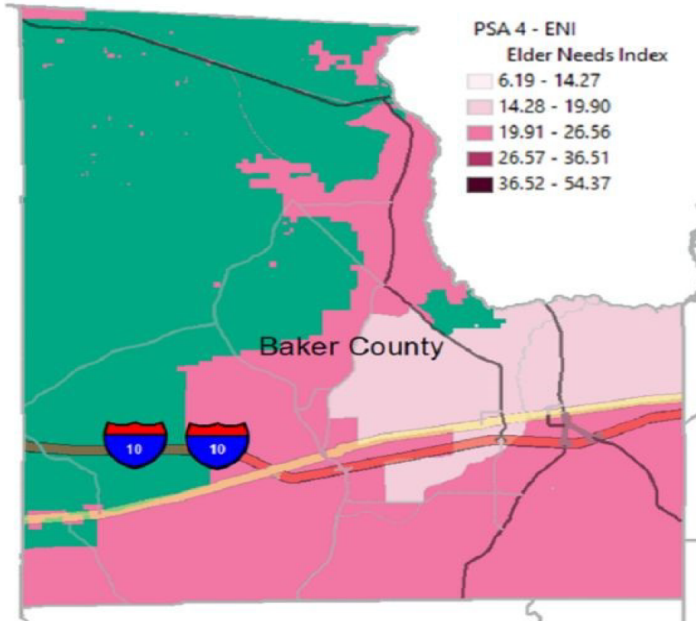 PSA 4 - ENI
Elder Needs Index
6.19 - 14.27
14.28 - 19.90
19.91 - 26.56
26.57 - 36.51
36.52 - 54.37
Baker County
10
10